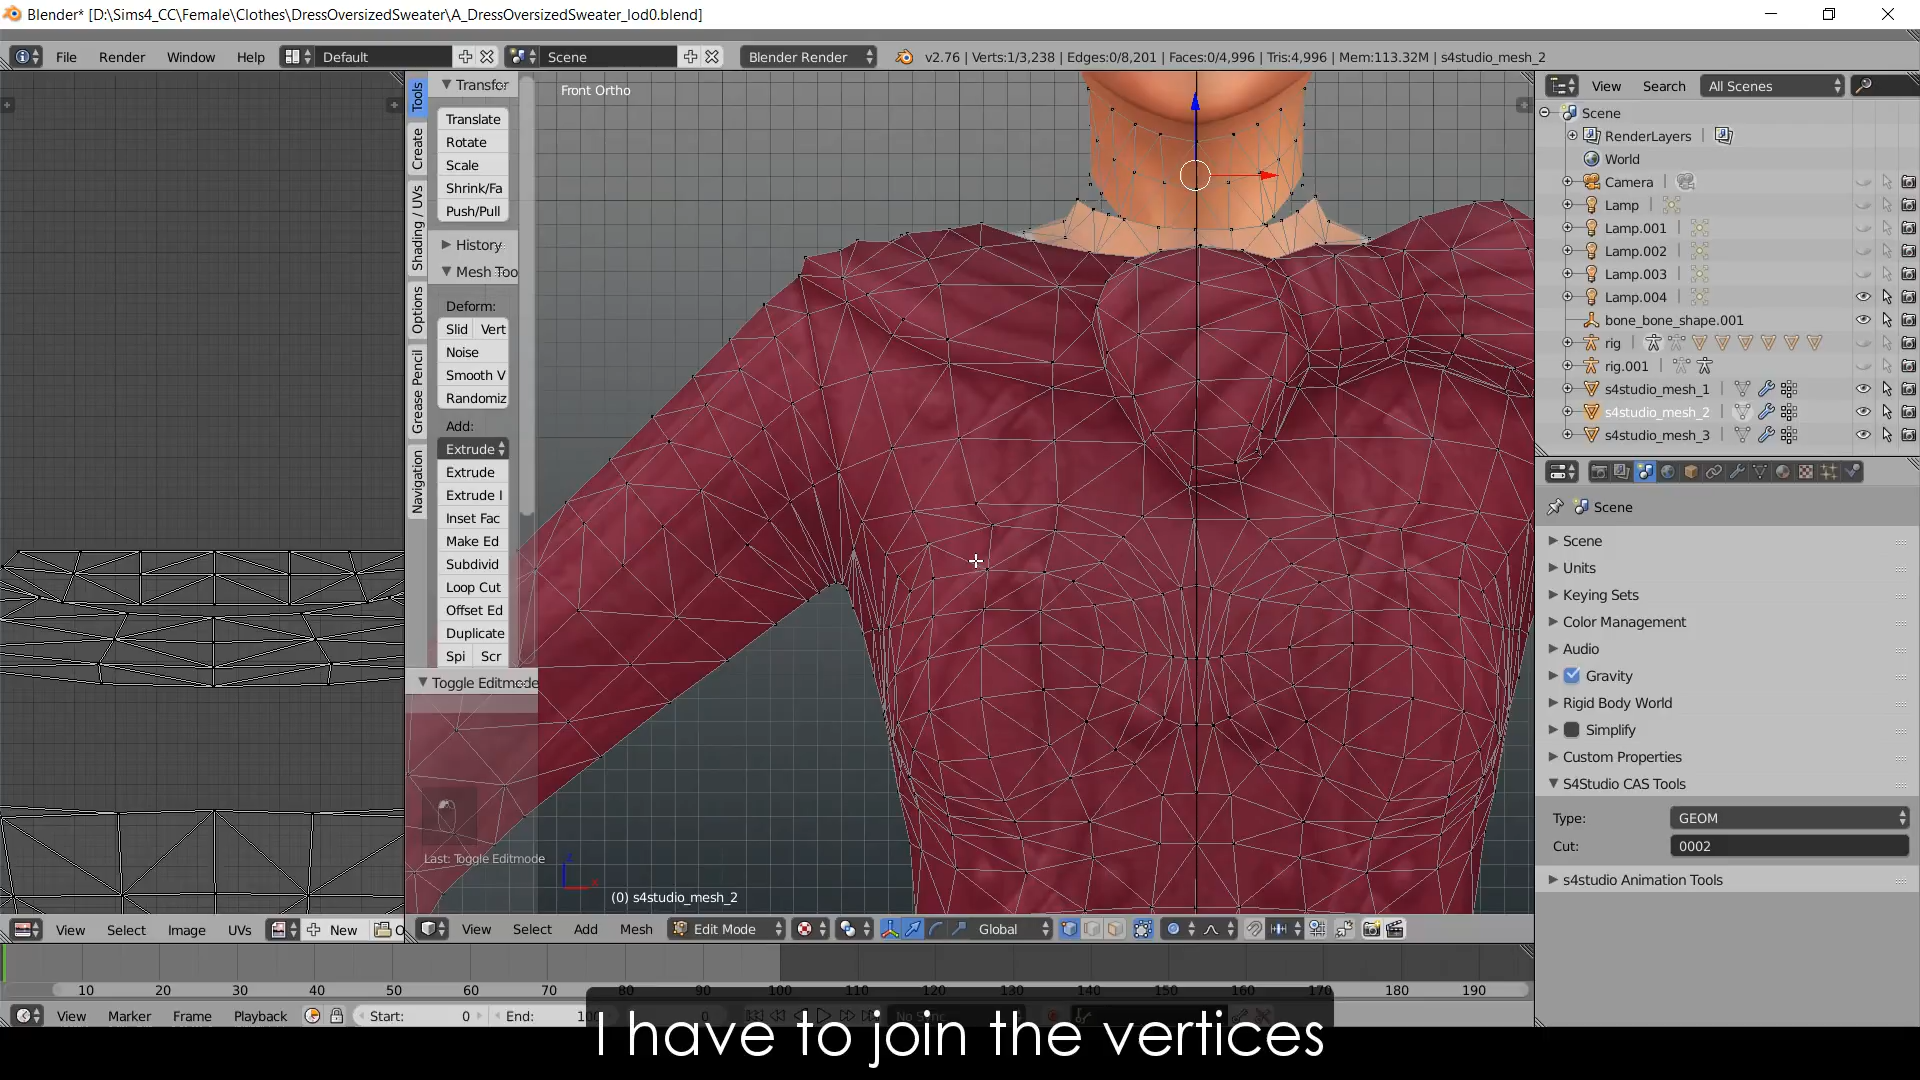 Blender* [D:\Sims4_CC\Female\Clothes\DressOversizedSweater\A_DressOversizedSweater_lod0.blend]
File Render Window Help Default Scene Blender Render v2.76 | Verts:1/3,238 | Edges:0/8,201 | Faces:0/4,996 | Tris:4,996 | Mem:113.32M | s4studio_mesh_2
Tools
Create
Shading / UVs
Options
Grease Pencil
Navigation
Transfor
Translate
Rotate
Scale
Shrink/Fa
Push/Pull
History
Mesh Too
Deform:
Slid Vert
Noise
Smooth V
Randomiz
Add:
Extrude
Extrude
Extrude I
Inset Fac
Make Ed
Subdivid
Loop Cut
Offset Ed
Duplicate
Spi Scr
Toggle Editmode
Last: Toggle Editmode
Front Ortho
(0) s4studio_mesh_2
View Search All Scenes
Scene
RenderLayers
World
Camera
Lamp
Lamp.001
Lamp.002
Lamp.003
Lamp.004
bone_bone_shape.001
rig
rig.001
s4studio_mesh_1
s4studio_mesh_2
s4studio_mesh_3
Scene
Scene
Units
Keying Sets
Color Management
Audio
Gravity
Rigid Body World
Simplify
Custom Properties
S4Studio CAS Tools
Type: GEOM
Cut: 0002
s4studio Animation Tools
View Select Image UVs New O
View Select Add Mesh Edit Mode Global
10 20 30 40 50 60 70 80 90 100 110 120 130 140 150 160 170 180 190
View Marker Frame Playback Start: 0 End:
I have to join the vertices